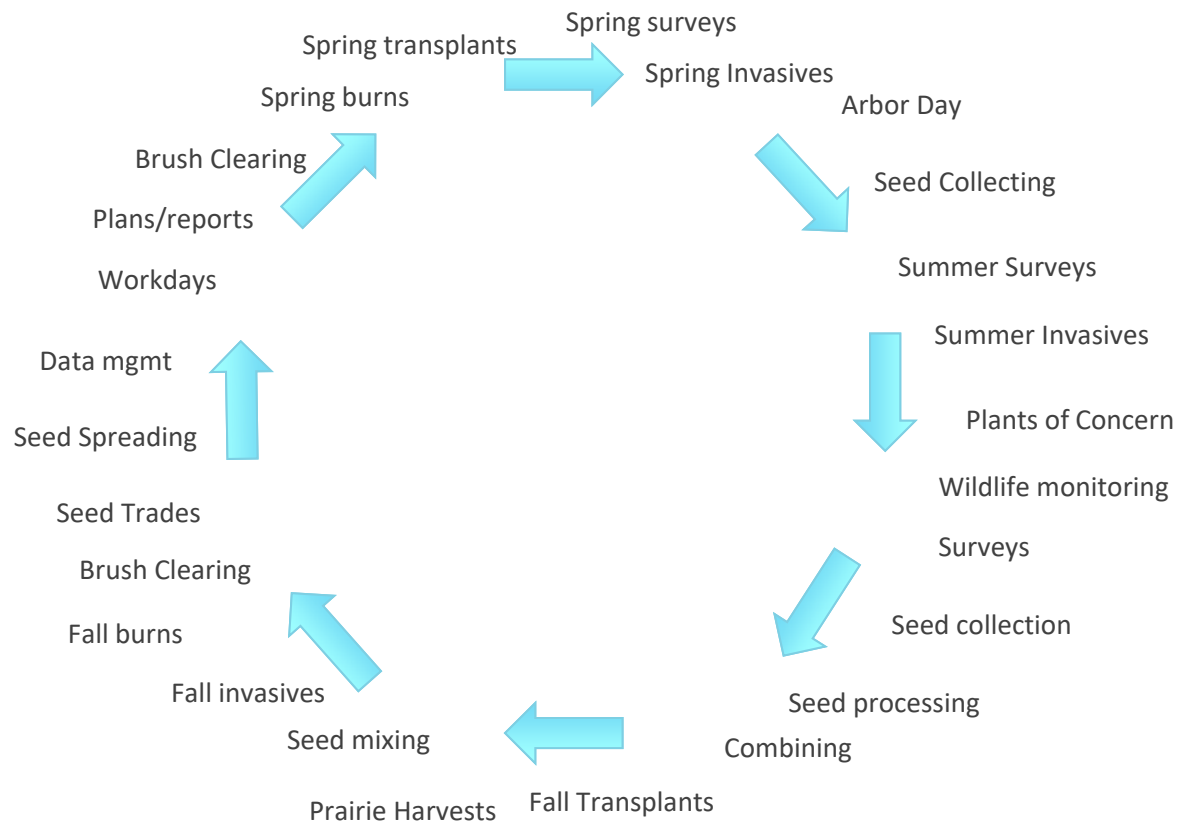 Spring surveys
Spring transplants
Spring Invasives
Arbor Day
Seed Collecting
Summer Surveys
Summer Invasives
Plants of Concern
Wildlife monitoring
Surveys
Seed collection
Seed processing
Combining
Fall Transplants
Prairie Harvests
Seed mixing
Fall invasives
Fall burns
Brush Clearing
Seed Trades
Seed Spreading
Data mgmt
Workdays
Plans/reports
Brush Clearing
Spring burns